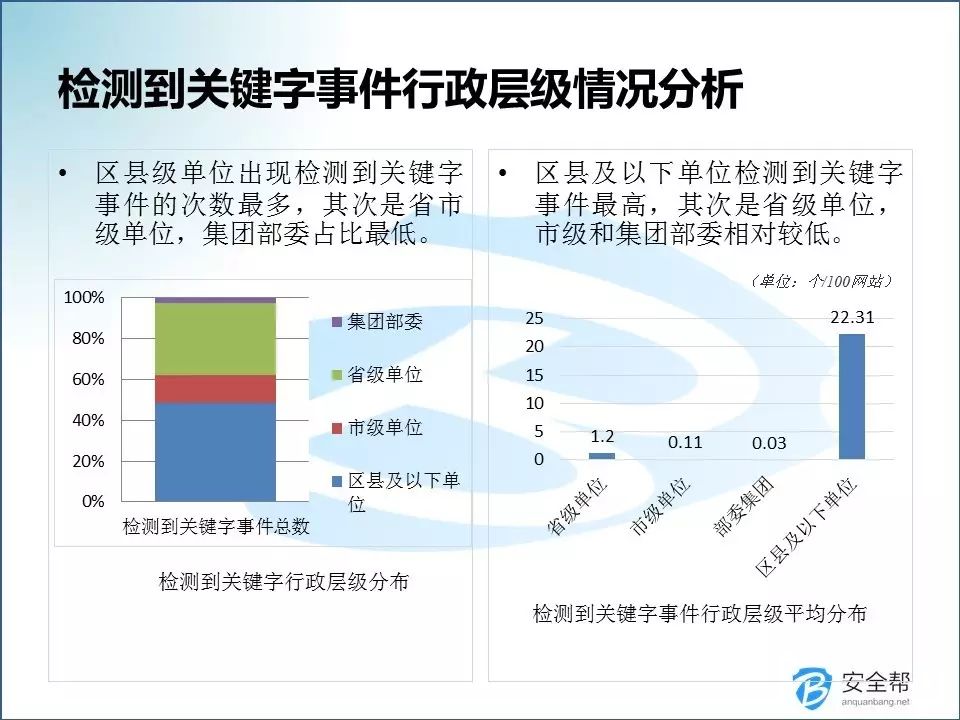 检测到关键字事件行政层级情况分析
• 区县级单位出现检测到关键字
事件的次数最多，其次是省市
级单位，集团部委占比最低。
100%
80%
60%
40%
20%
0%
检测到关键字事件总数
集团部委
省级单位
市级单位
区县及以下单
位
检测到关键字行政层级分布
• 区县及以下单位检测到关键字
事件最高，其次是省级单位，
市级和集团部委相对较低。
（单位：个/100网站）
25
20
15
10
5
0
1.2
0.11
0.03
22.31
省级单位
市级单位
部委集团
区县及以下单位
检测到关键字事件行政层级平均分布
安全帮
anquanbang.net